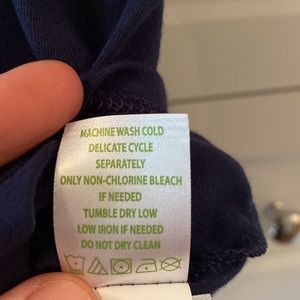 MACHINE WASH COLD
DELICATE CYCLE
SEPARATELY
ONLY NON-CHLORINE BLEACH
IF NEEDED
TUMBLE DRY LOW
LOW IRON IF NEEDED
DO NOT DRY CLEAN